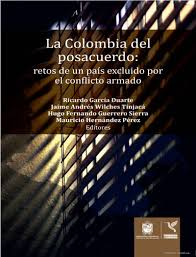 La Colombia del
posacuerdo:
retos de un país excluido por
el conflicto armado
Ricardo García Duarte
Jaime Andrés Wilches Tinjacá
Hugo Fernando Guerrero Sierra
Mauricio Hernández Pérez
Editores